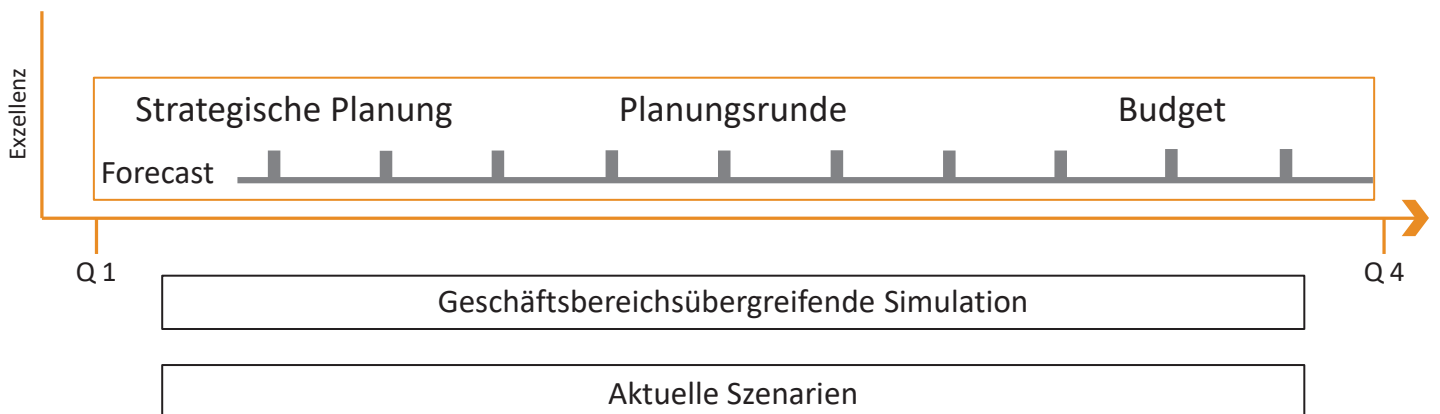 Exzellenz
Strategische Planung Planungsrunde Budget
Forecast
Q 1 Q 4
Geschäftsbereichsübergreifende Simulation
Aktuelle Szenarien